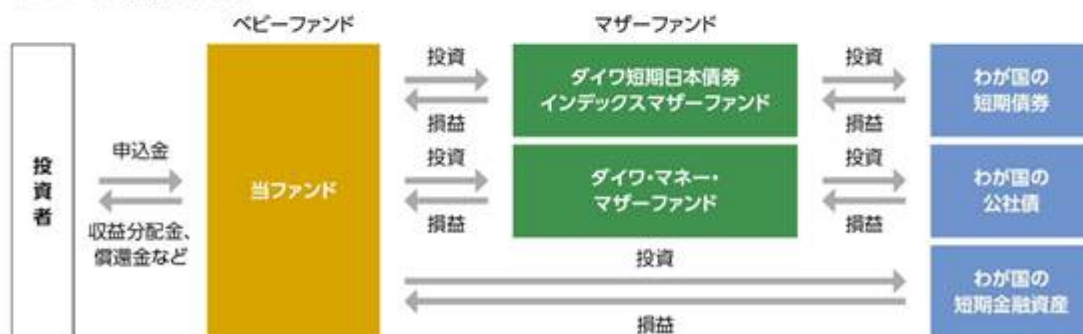 ベビーファンド
マザーファンド
投資者
申込金
収益分配金、
償還金など
当ファンド
投資
損益
ダイワ短期日本債券
インデックスマザーファンド
投資
損益
わが国の
短期債券
投資
損益
ダイワ・マネー・
マザーファンド
投資
損益
わが国の
公社債
投資
損益
わが国の
短期金融資産